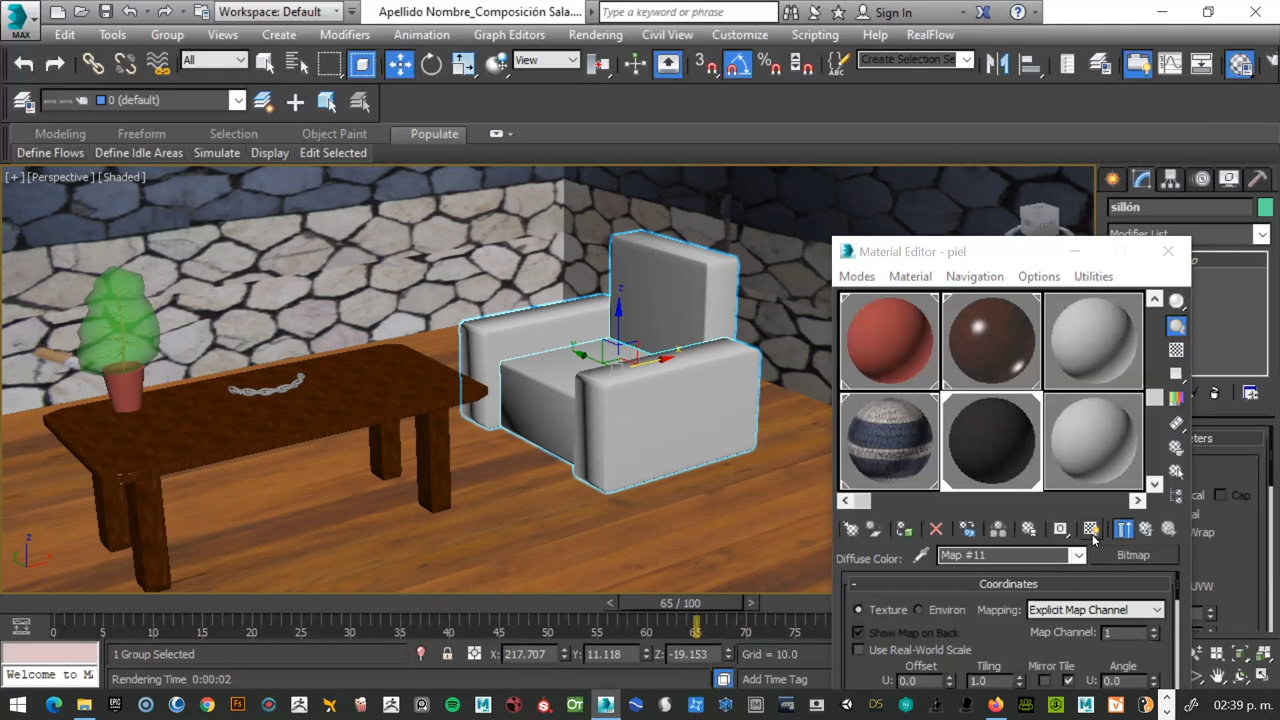 MAX
Workspace: Default
Apellido Nombre_Composición Sala....
Type a keyword or phrase
Sign In
Edit Tools Group Views Create Modifiers Animation Graph Editors Rendering Civil View Customize Scripting Help RealFlow
All
View
3
Create Selection Se
ABC
0 (default)
Modeling Freeform Selection Object Paint Populate
Define Flows Define Idle Areas Simulate Display Edit Selected
[+] [Perspective] [Shaded]
sillón
Modifier List
Material Editor - piel
Modes Material Navigation Options Utilities
Diffuse Color: Map #11 Bitmap
- Coordinates
Texture Environ Mapping: Explicit Map Channel
Show Map on Back Map Channel: 1
Use Real-World Scale
Offset Tiling Mirror Tile Angle
U: 0.0 1.0 U: 0.0
Cap
Wrap
UVW
z
y
x
z
< 65 / 100 >
0 5 10 15 20 25 30 35 40 45 50 55 60 65 70 75
1 Group Selected X: 217.707 Y: 11.118 Z: -19.153 Grid = 10.0
Welcome to M
Rendering Time 0:00:02
Add Time Tag
02:39 p. m.